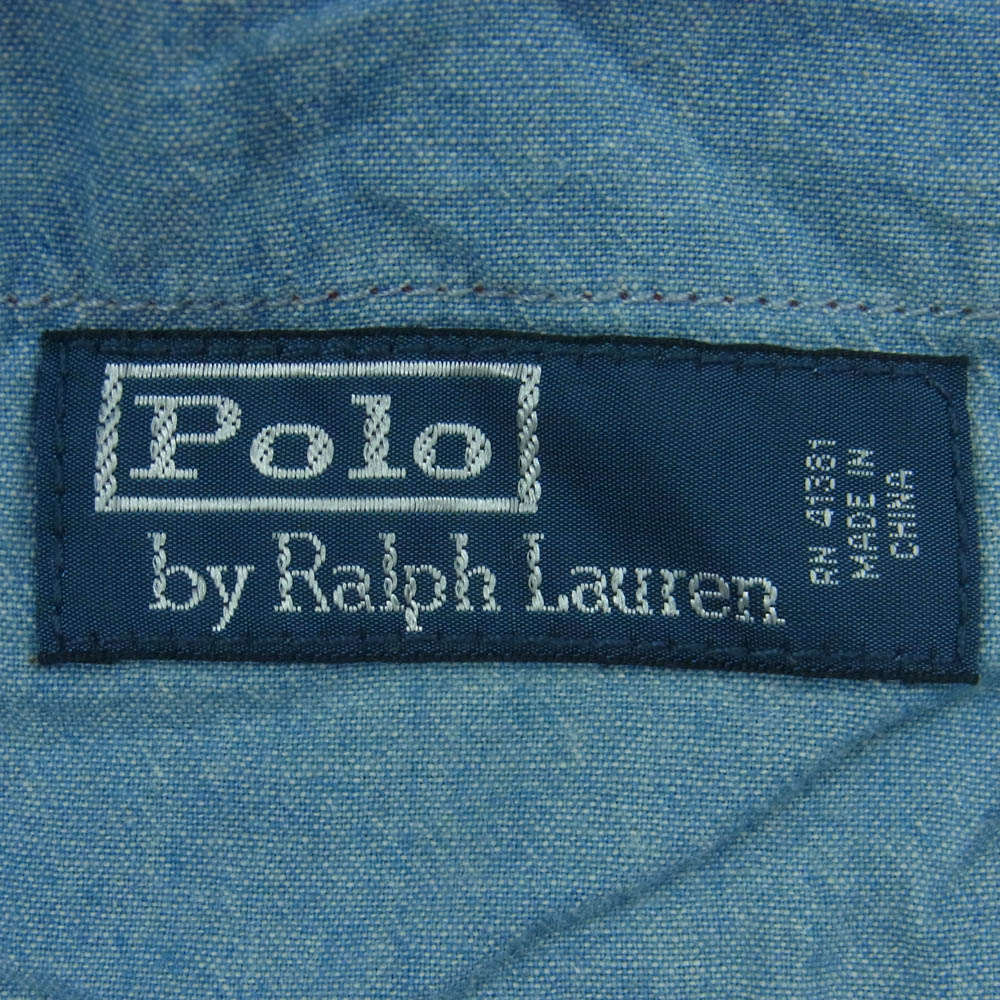 Polo
by Ralph Lauren
RN 41381
MADE IN
CHINA